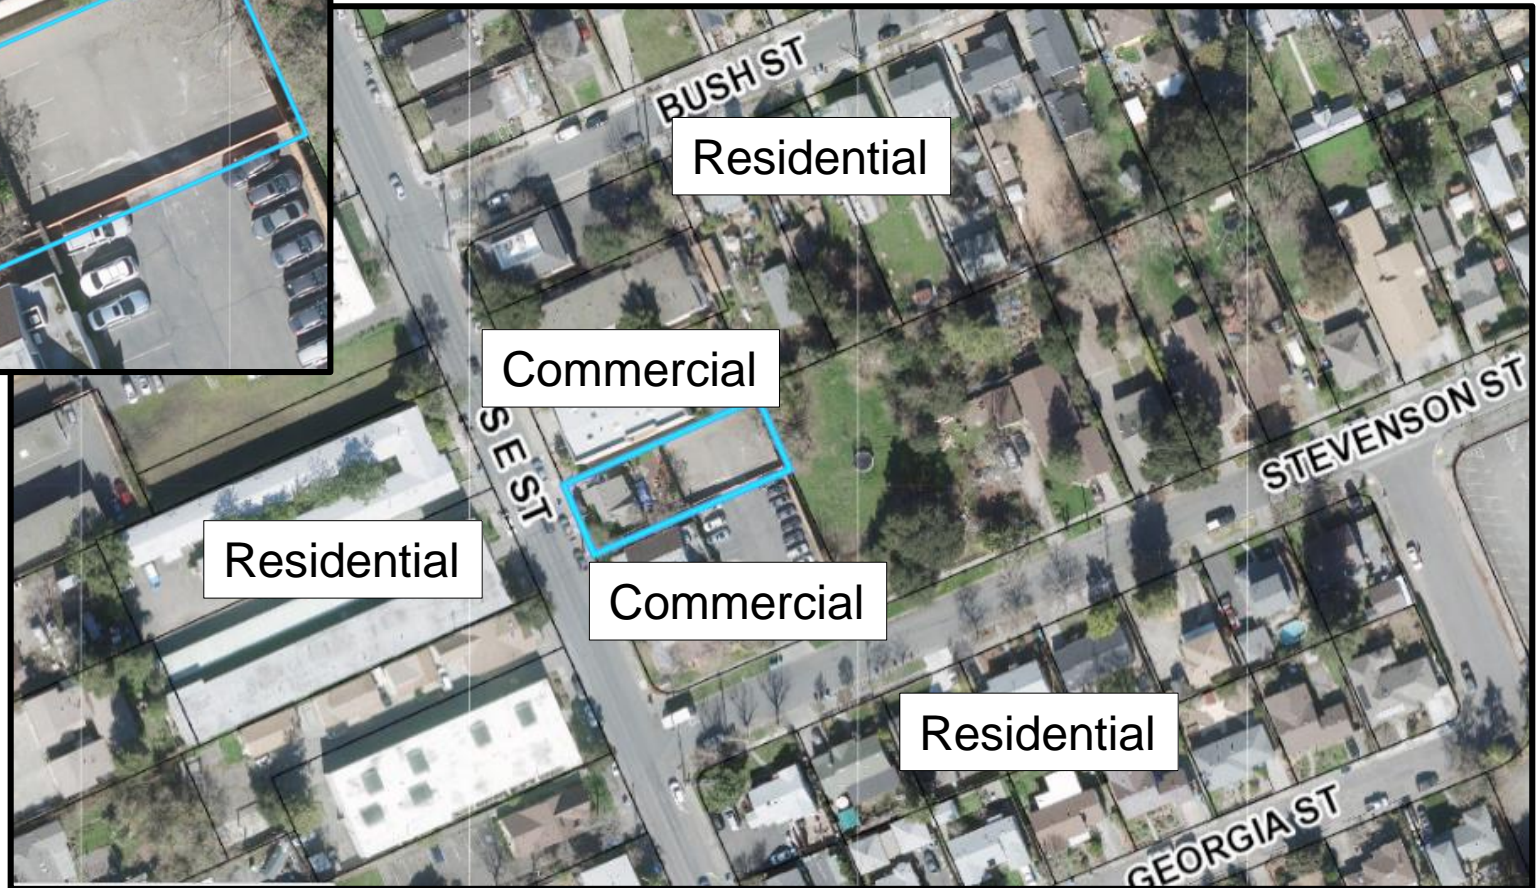 BUSH ST
Residential
Commercial
S E ST
STEVENSON ST
Residential
Commercial
Residential
GEORGIA ST